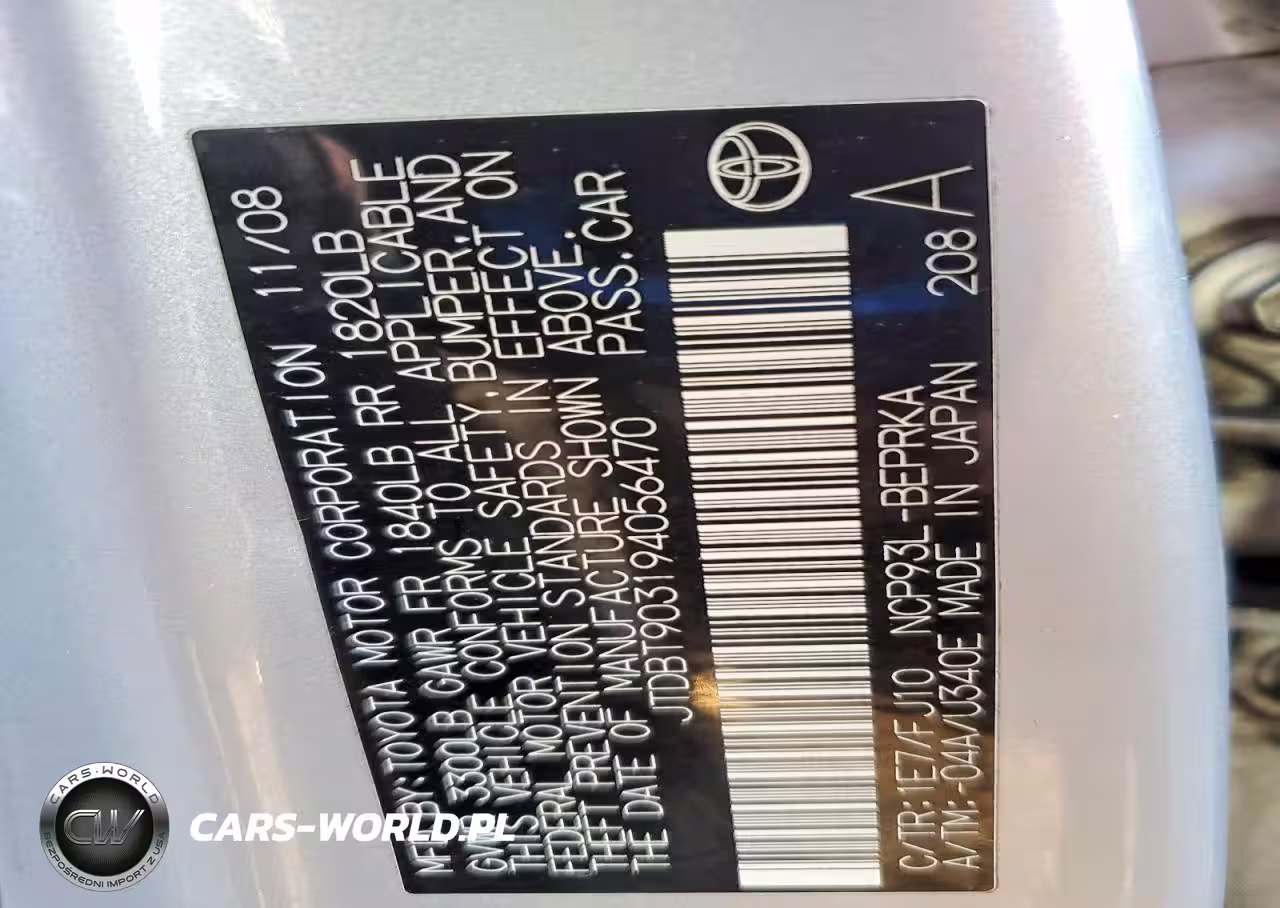 MFD. BY: TOYOTA MOTOR CORPORATION 11/08
GVWR 3300LB GAWR FR 1840LB RR 1820LB
THIS VEHICLE CONFORMS TO ALL APPLICABLE
FEDERAL MOTOR VEHICLE SAFETY, BUMPER, AND
THEFT PREVENTION STANDARDS IN EFFECT ON
THE DATE OF MANUFACTURE SHOWN ABOVE.
JTDBT903194056470 PASS. CAR
C/TR: 1E7/FJ10 NCP93L-BEPRKA
A/TM: -04A/U340E MADE IN JAPAN 208 A
CARS-WORLD
CW
BEZPOŚREDNI IMPORT Z USA
CARS-WORLD.PL